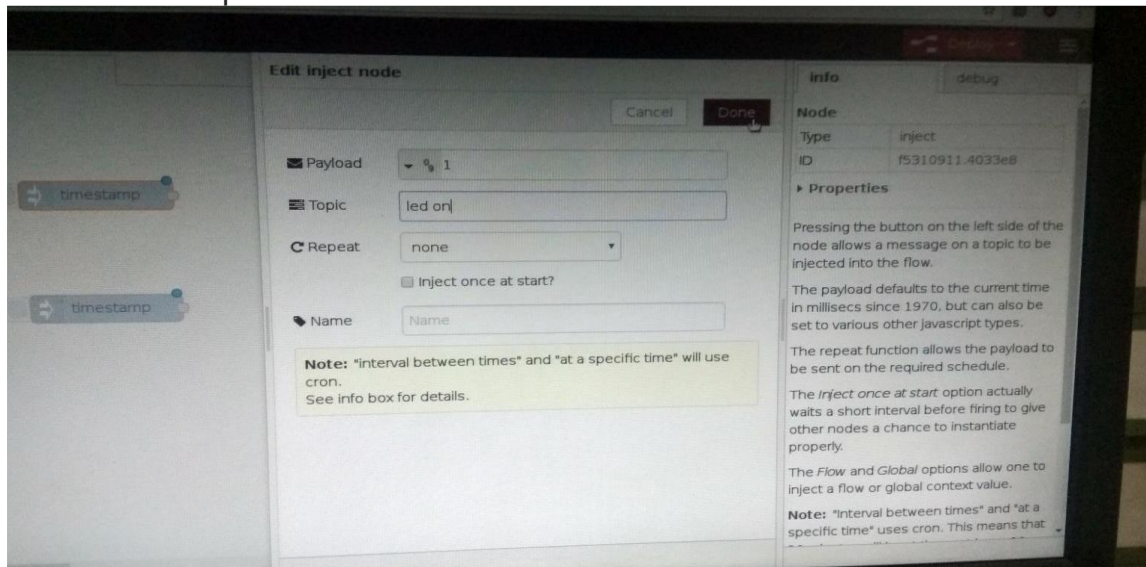 Deploy
Edit inject node
Cancel
Done
Payload
1
Topic
led on
Repeat
none
Inject once at start?
Name
Name
Note: "interval between times" and "at a specific time" will use
cron.
See info box for details.
timestamp
timestamp
info
debug
Node
Type
inject
ID
f5310911.4033e8
Properties
Pressing the button on the left side of the
node allows a message on a topic to be
injected into the flow.
The payload defaults to the current time
in millisecs since 1970, but can also be
set to various other javascript types.
The repeat function allows the payload to
be sent on the required schedule.
The Inject once at start option actually
waits a short interval before firing to give
other nodes a chance to instantiate
properly.
The Flow and Global options allow one to
inject a flow or global context value.
Note: "Interval between times" and "at a
specific time" uses cron. This means that